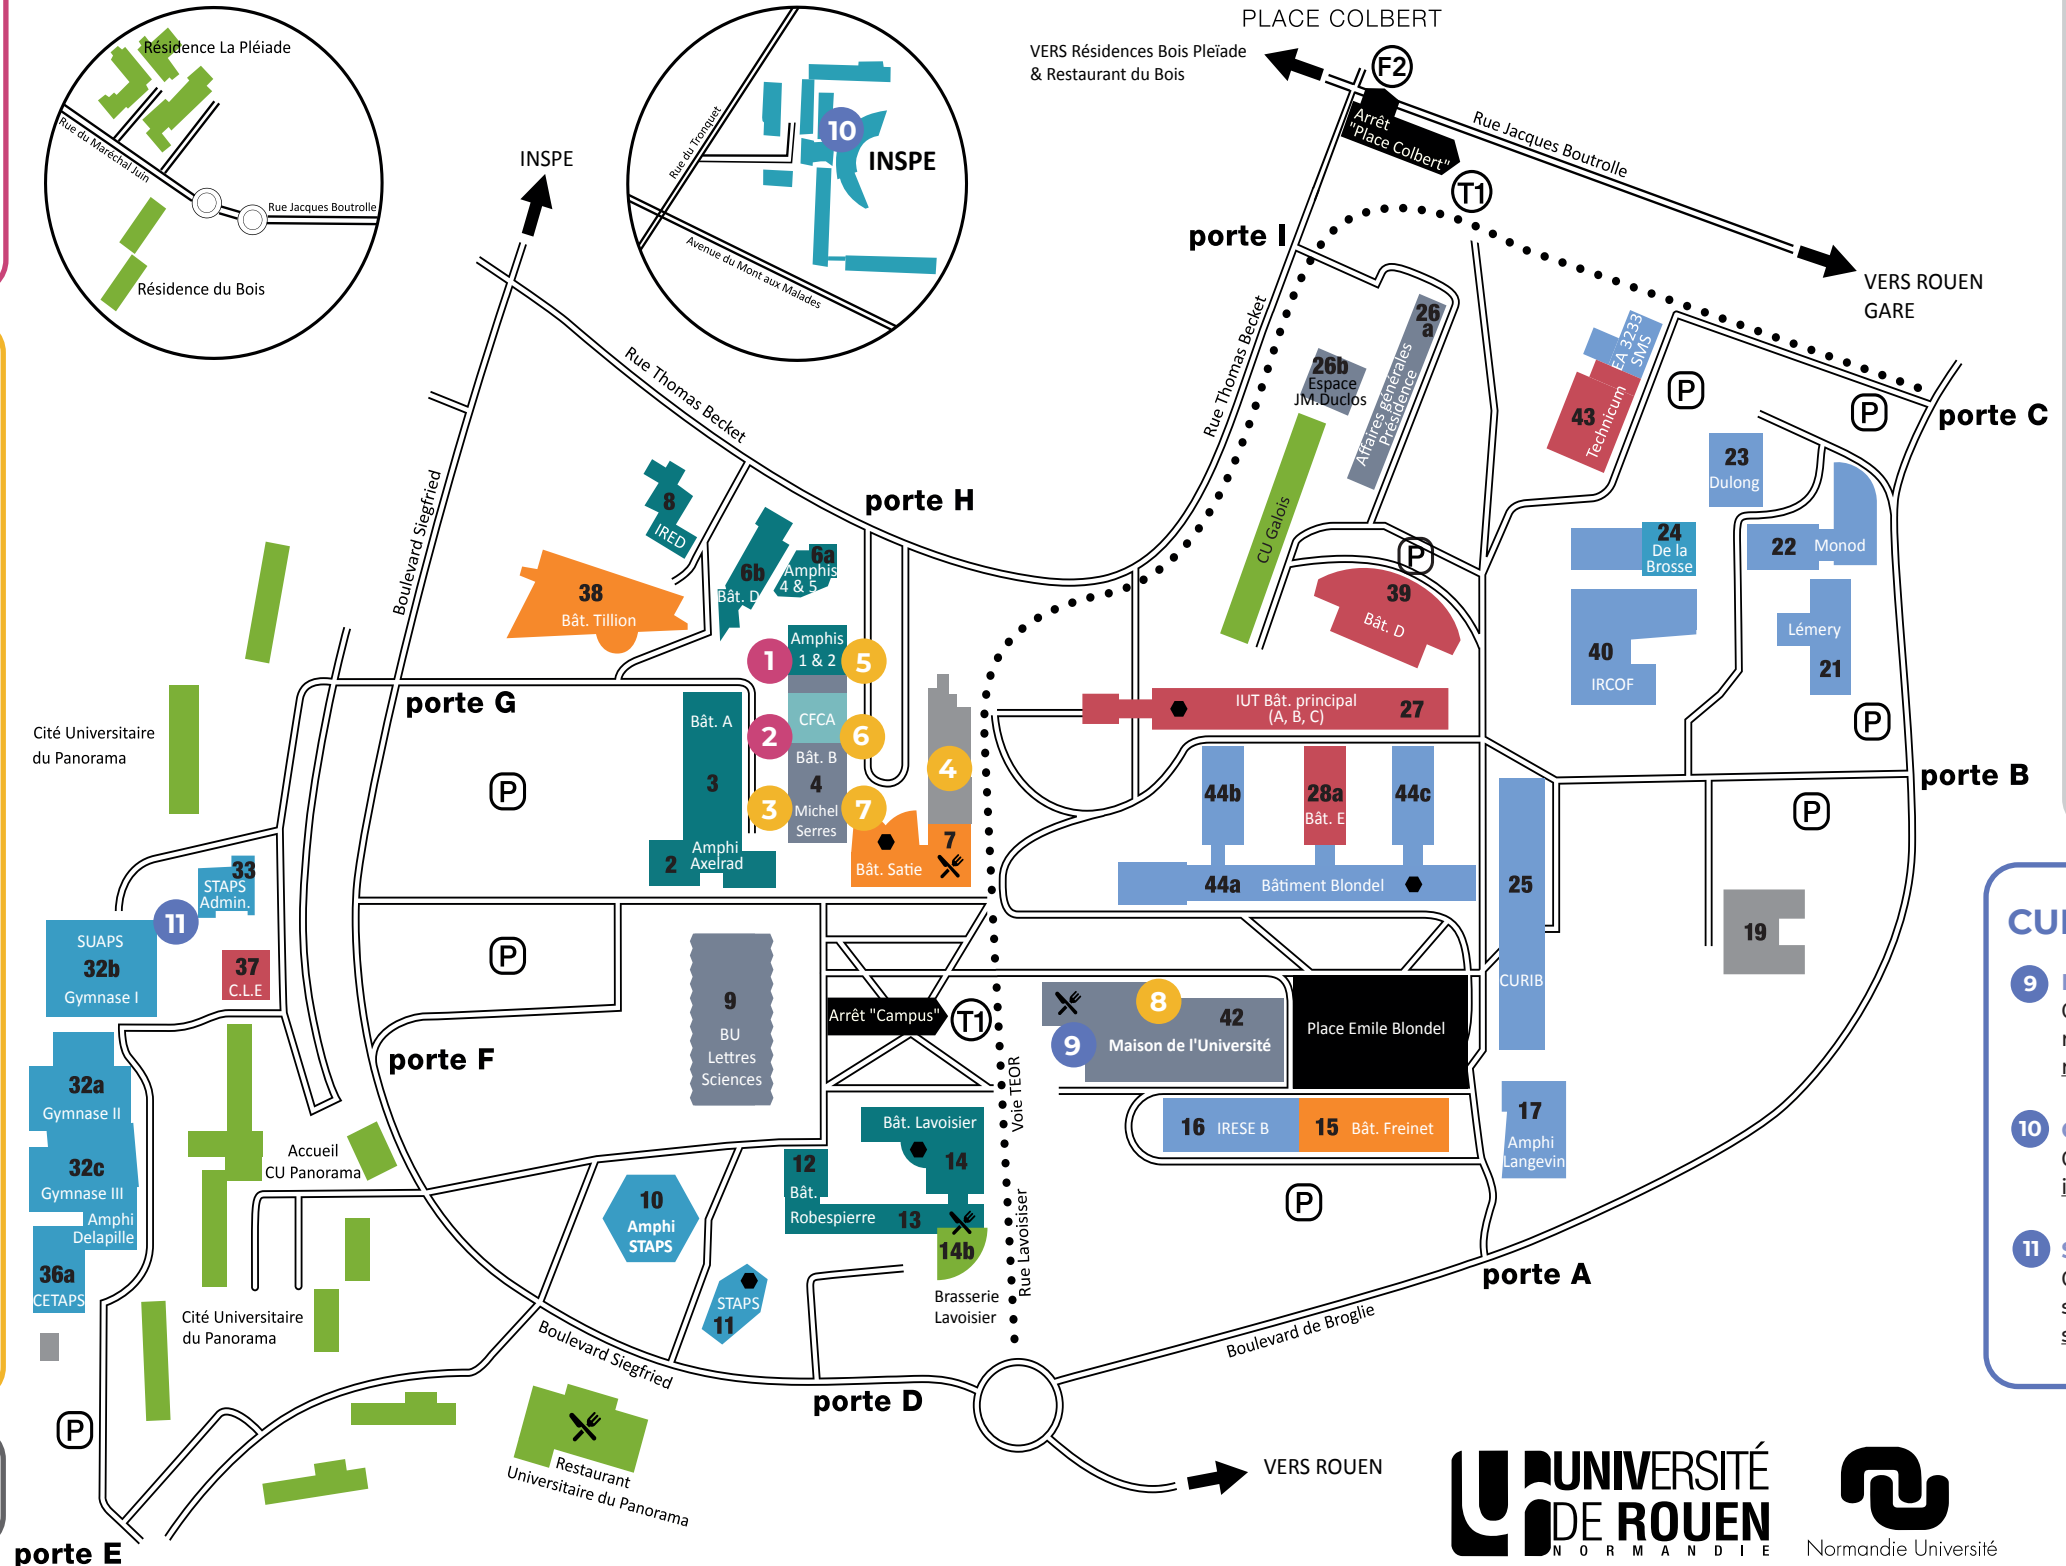 PLACE COLBERT
VERS Résidences Bois Pleïade
& Restaurant du Bois
F2
Arrêt
"Place Colbert"
T1
Rue Jacques Boutrolle
VERS ROUEN
GARE
Résidence La Pléiade
Rue du Maréchal Juin
Rue Jacques Boutrolle
Résidence du Bois
INSPE
Rue du Tronquet
10
INSPE
Avenue du Mont aux Malades
porte I
Rue Thomas Becket
26
a
Affaires générales
Présidence
26b
Espace
JM.Duclos
CU Galois
EA 3233
SMS
43
Technicum
P
P
porte C
23
Dulong
24
De la
Brosse
22 Monod
Lémery
21
40
IRCOF
P
porte B
P
19
Rue Thomas Becket
porte H
Boulevard Siegfried
8
IRED
6b
Bât. D
6a
Amphis
4 & 5
38
Bât. Tillion
Amphis
1 & 2
1
5
CFCA
2
6
Bât. B
4
Michel
Serres
3
7
4
7
Bât. Satie
Bât. A
3
2
Amphi
Axelrad
porte G
P
P
P
39
Bât. D
IUT Bât. principal
(A, B, C)
27
44b
28a
Bât. E
44c
44a Bâtiment Blondel
25
CURIB
Cité Universitaire
du Panorama
33
STAPS
Admin.
11
SUAPS
32b
Gymnase I
37
C.L.E
32a
Gymnase II
32c
Gymnase III
Amphi
Delapille
36a
CETAPS
Accueil
CU Panorama
Cité Universitaire
du Panorama
P
porte E
porte F
9
BU
Lettres
Sciences
Arrêt "Campus"
T1
8
42
9
Maison de l'Université
Place Emile Blondel
16 IRESE B
15 Bât. Freinet
17
Amphi
Langevin
P
porte A
Voie TEOR
Rue Lavoisiser
Bât. Lavoisier
14
12
Bât.
Robespierre
13
14b
Brasserie
Lavoisier
10
Amphi
STAPS
STAPS
11
Boulevard Siegfried
porte D
Boulevard de Broglie
Restaurant
Universitaire du Panorama
VERS ROUEN
9
10
11
UNIVERSITÉ
DE ROUEN
NORMANDIE
Normandie Université